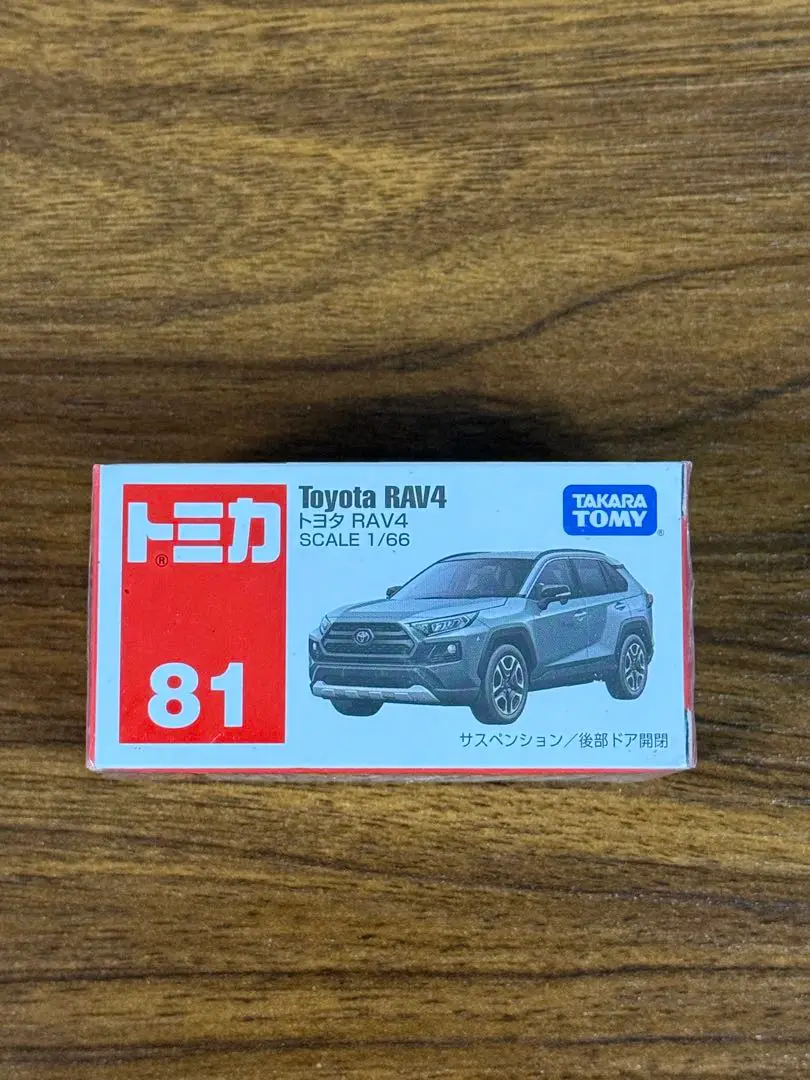 トミカ®
81
Toyota RAV4
トヨタ RAV4
SCALE 1/66
TAKARA
TOMY®
サスペンション／後部ドア開閉